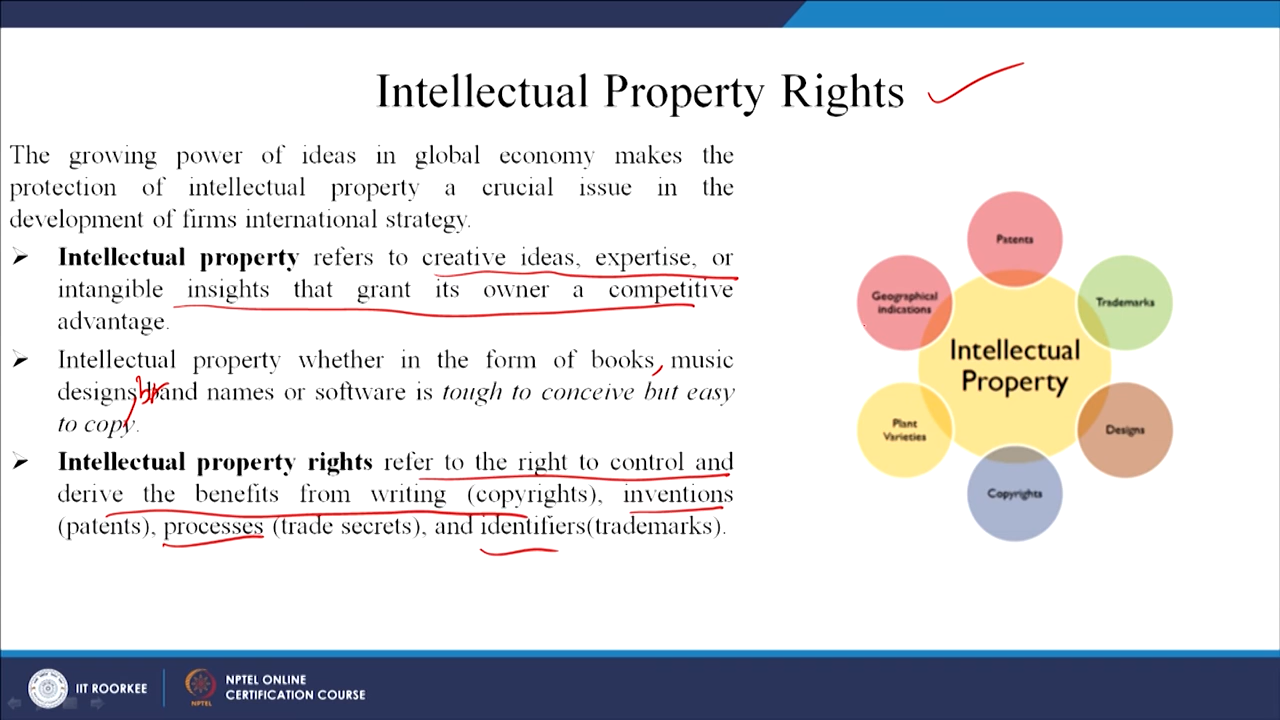 Intellectual Property Rights
The growing power of ideas in global economy makes the
protection of intellectual property a crucial issue in the
development of firms international strategy.
➢ Intellectual property refers to creative ideas, expertise, or
intangible insights that grant its owner a competitive
advantage.
➢ Intellectual property whether in the form of books, music
designs, brand names or software is tough to conceive but easy
to copy.
➢ Intellectual property rights refer to the right to control and
derive the benefits from writing (copyrights), inventions
(patents), processes (trade secrets), and identifiers(trademarks).
Patents
Trademarks
Designs
Copyrights
Plant
Varieties
Geographical
indications
Intellectual
Property
IIT ROORKEE
NPTEL
NPTEL ONLINE
CERTIFICATION COURSE